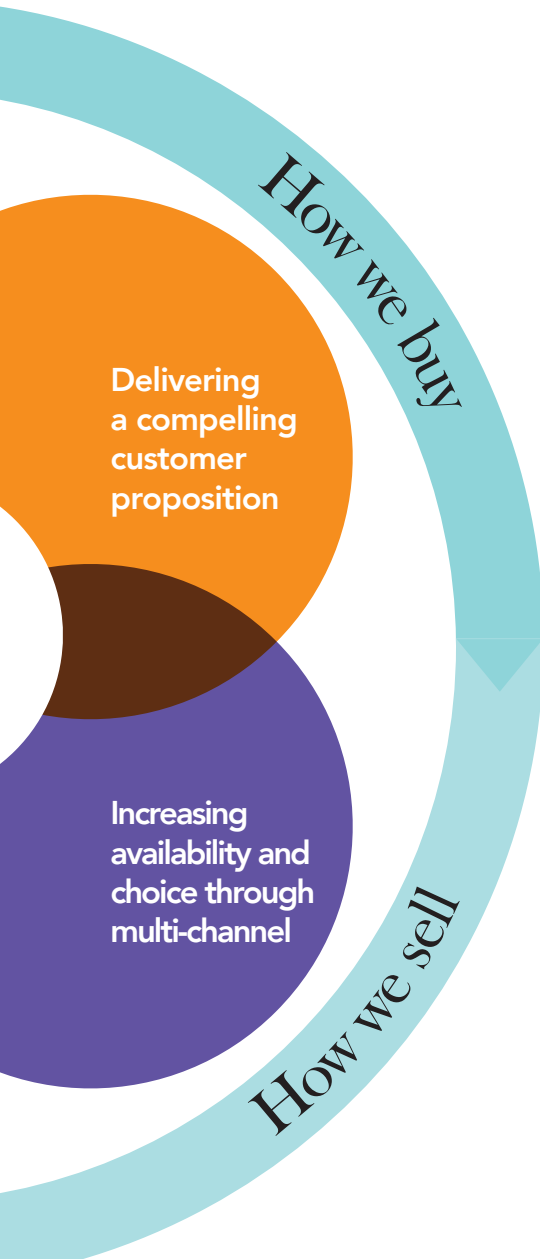 How we buy
Delivering
a compelling
customer
proposition
Increasing
availability and
choice through
multi-channel
How we sell